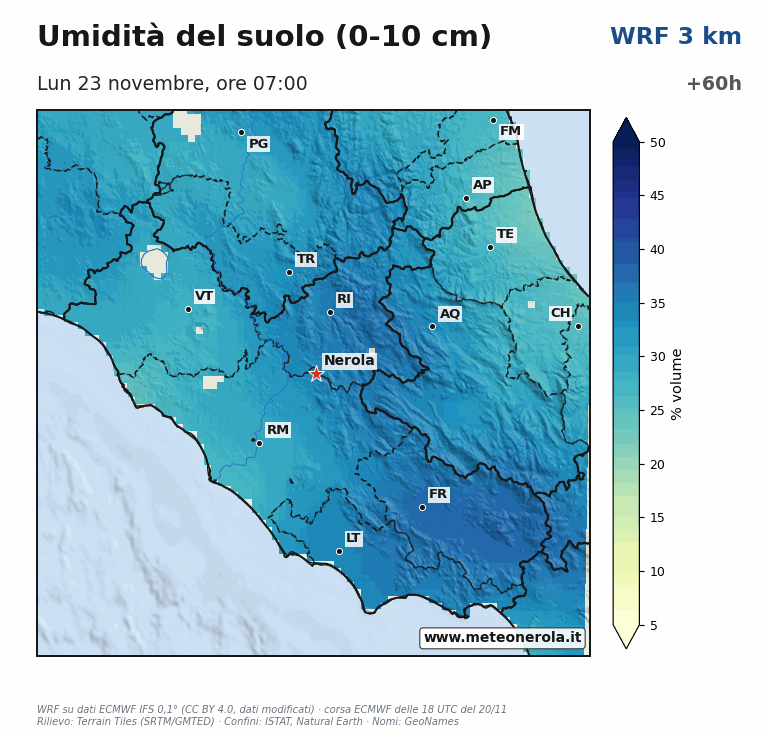 Umidità del suolo (0-10 cm)
WRF 3 km
Lun 23 novembre, ore 07:00
+60h
FM
PG
AP
TE
TR
VT
RI
AQ
CH
Nerola
RM
FR
LT
www.meteonerola.it
50
45
40
35
30
25
20
15
10
5
% volume
WRF su dati ECMWF IFS 0,1° (CC BY 4.0, dati modificati) · corsa ECMWF delle 18 UTC del 20/11
Rilievo: Terrain Tiles (SRTM/GMTED) · Confini: ISTAT, Natural Earth · Nomi: GeoNames